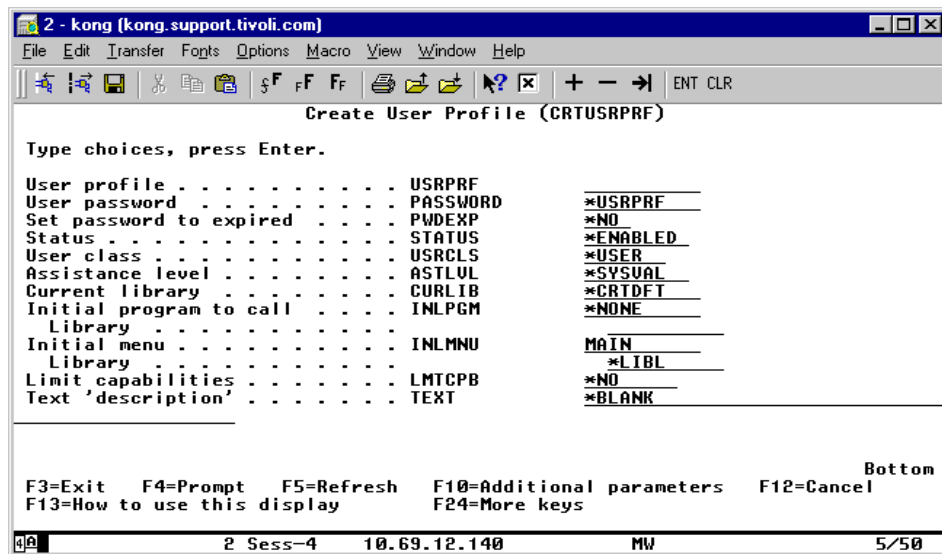 2 - kong (kong.support.tivoli.com)
File Edit Transfer Fonts Options Macro View Window Help
ENT CLR
Create User Profile (CRTUSRPRF)
Type choices, press Enter.
User profile . . . . . . . . . . USRPRF
User password . . . . . . . . . PASSWORD *USRPRF
Set password to expired . . . . PWDEXP *NO
Status . . . . . . . . . . . . . STATUS *ENABLED
User class . . . . . . . . . . . USRCLS *USER
Assistance level . . . . . . . . ASTLVL *SYSVAL
Current library . . . . . . . . CURLIB *CRTDFT
Initial program to call . . . . INLPGM *NONE
Library . . . . . . . . . . .
Initial menu . . . . . . . . . . INLMNU MAIN
Library . . . . . . . . . . . *LIBL
Limit capabilities . . . . . . . LMTCPB *NO
Text 'description' . . . . . . . TEXT *BLANK
Bottom
F3=Exit F4=Prompt F5=Refresh F10=Additional parameters F12=Cancel
F13=How to use this display F24=More keys
4A 2 Sess-4 10.69.12.140 MW 5/50